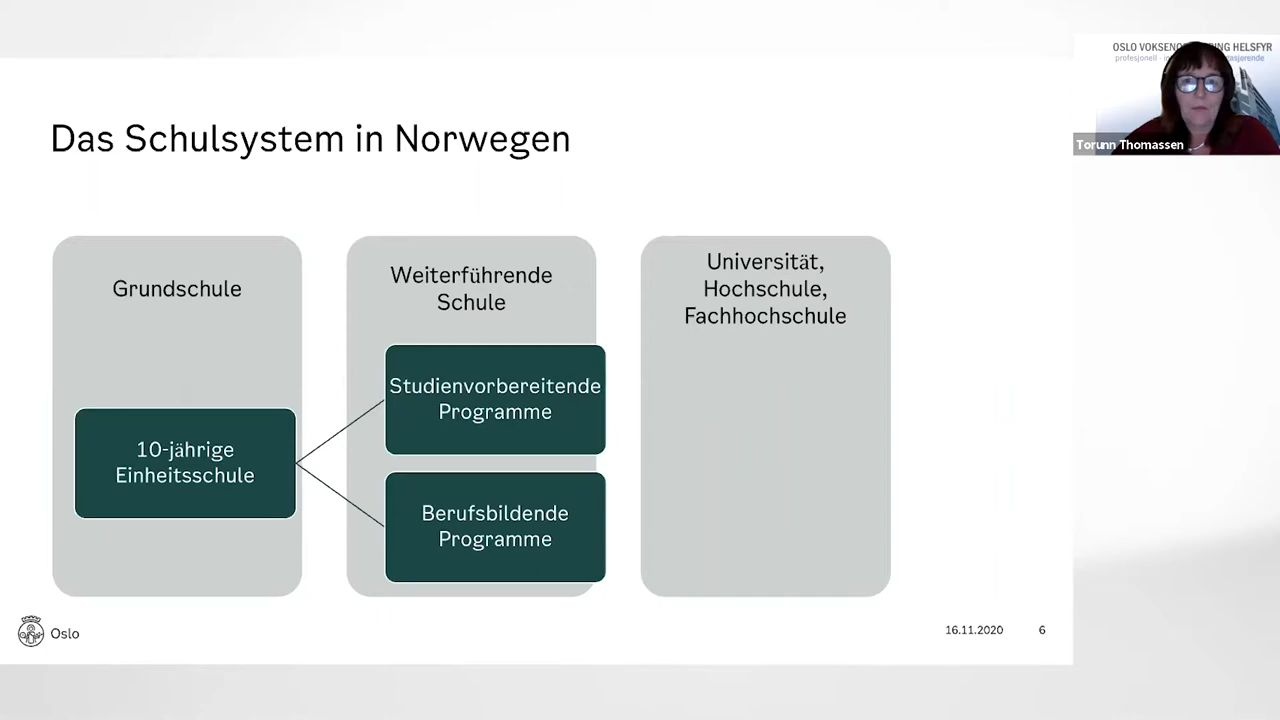 Das Schulsystem in Norwegen
Grundschule
10-jährige
Einheitsschule
Weiterführende
Schule
Studienvorbereitende
Programme
Berufsbildende
Programme
Universität,
Hochschule,
Fachhochschule
Oslo
16.11.2020
6
OSLO HELSFYR
profesjonell
Torunn Thomassen